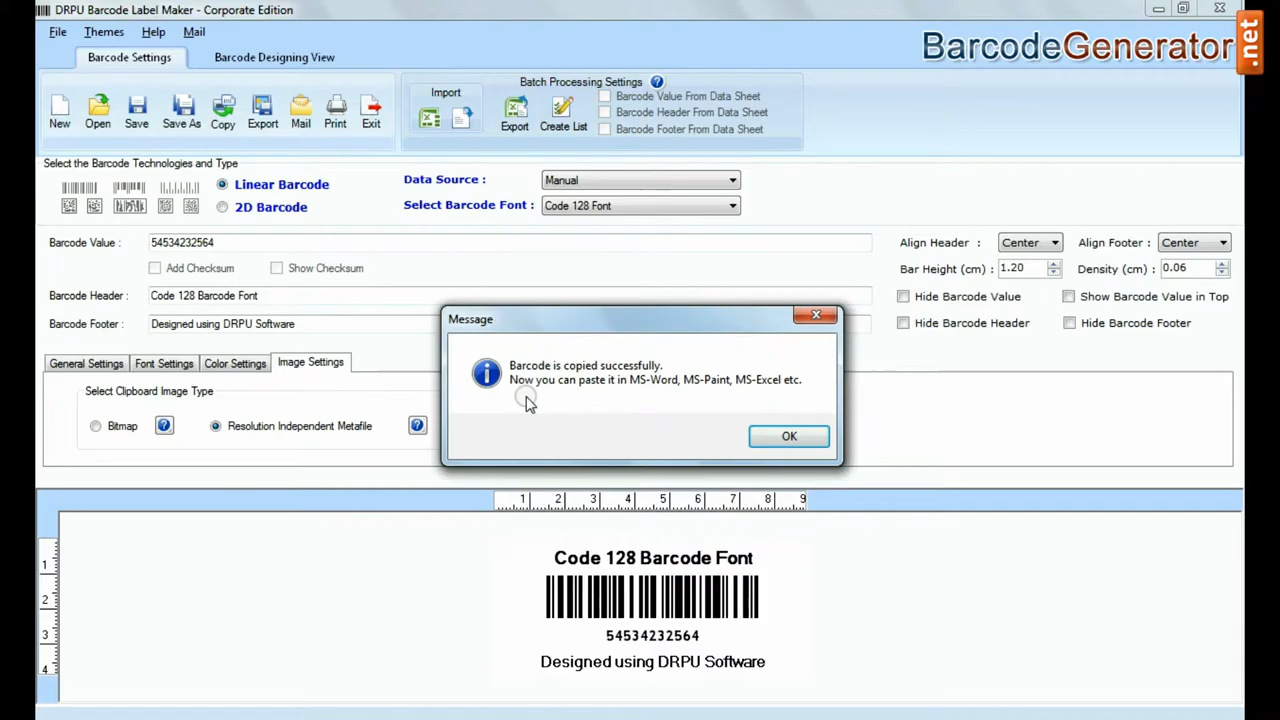 DRPU Barcode Label Maker - Corporate Edition
File Themes Help Mail
BarcodeGenerator.net
Barcode Settings Barcode Designing View
Batch Processing Settings ?
Import
Barcode Value From Data Sheet
Barcode Header From Data Sheet
Barcode Footer From Data Sheet
New Open Save Save As Copy Export Mail Print Exit Export Create List
Select the Barcode Technologies and Type
Linear Barcode
2D Barcode
Data Source : Manual
Select Barcode Font : Code 128 Font
Barcode Value : 54534232564
Align Header : Center Align Footer : Center
Add Checksum Show Checksum
Bar Height (cm) : 1.20 Density (cm) : 0.06
Barcode Header : Code 128 Barcode Font
Hide Barcode Value Show Barcode Value in Top
Barcode Footer : Designed using DRPU Software
Hide Barcode Header Hide Barcode Footer
General Settings Font Settings Color Settings Image Settings
Select Clipboard Image Type
Bitmap ? Resolution Independent Metafile ?
Message
Barcode is copied successfully.
Now you can paste it in MS-Word, MS-Paint, MS-Excel etc.
OK
1 2 3 4 5 6 7 8 9
1
2
3
4
Code 128 Barcode Font
54534232564
Designed using DRPU Software